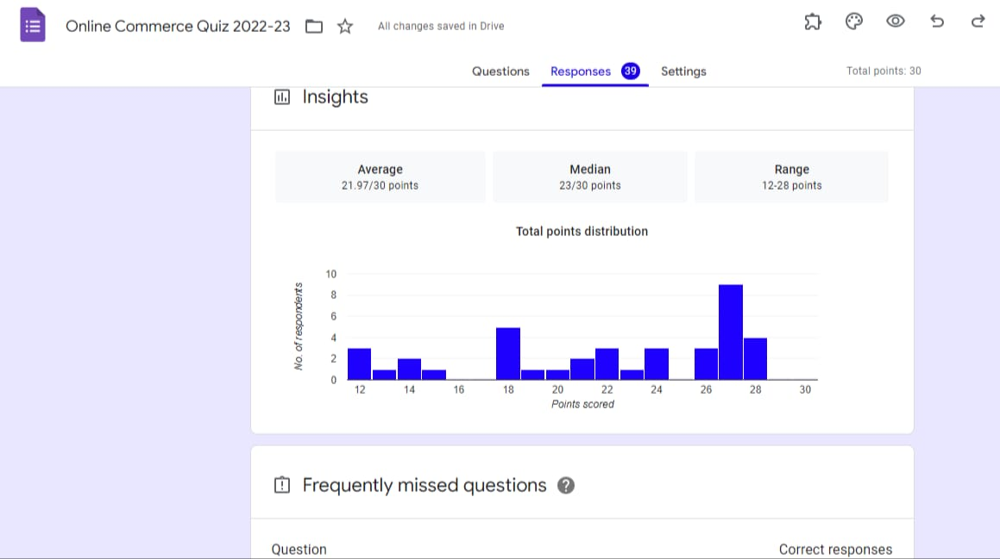 Online Commerce Quiz 2022-23
All changes saved in Drive
Questions
Responses 39
Settings
Total points: 30
Insights
Average
21.97/30 points
Median
23/30 points
Range
12-28 points
Total points distribution
No. of respondents
10
8
6
4
2
0
12 14 16 18 20 22 24 26 28 30
Points scored
Frequently missed questions ?
Question
Correct responses